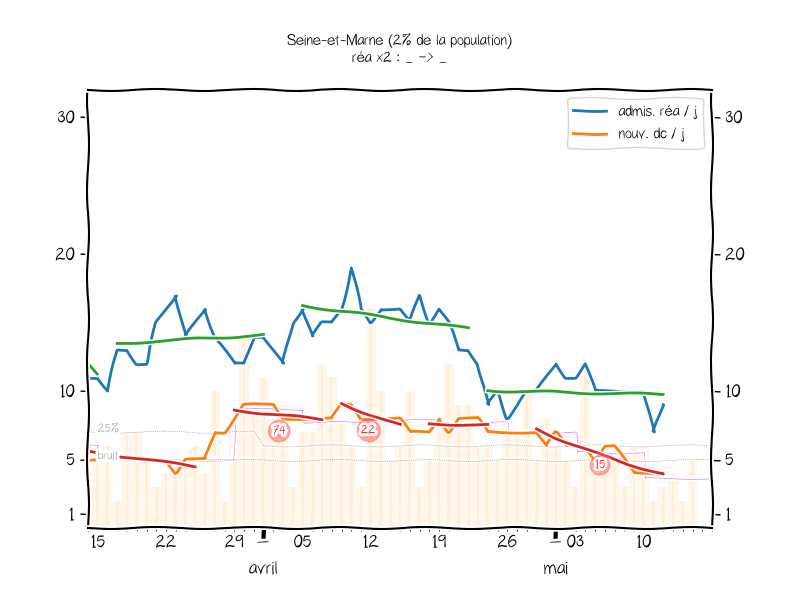 Seine-et-Marne (2% de la population)
réa x2 : _ -> _
admis. réa / j
nouv. dc / j
30 30
20 20
10 10
25%
bruit
5 5
74 22 15
1 1
15 22 29 05 12 19 26 03 10
avril mai